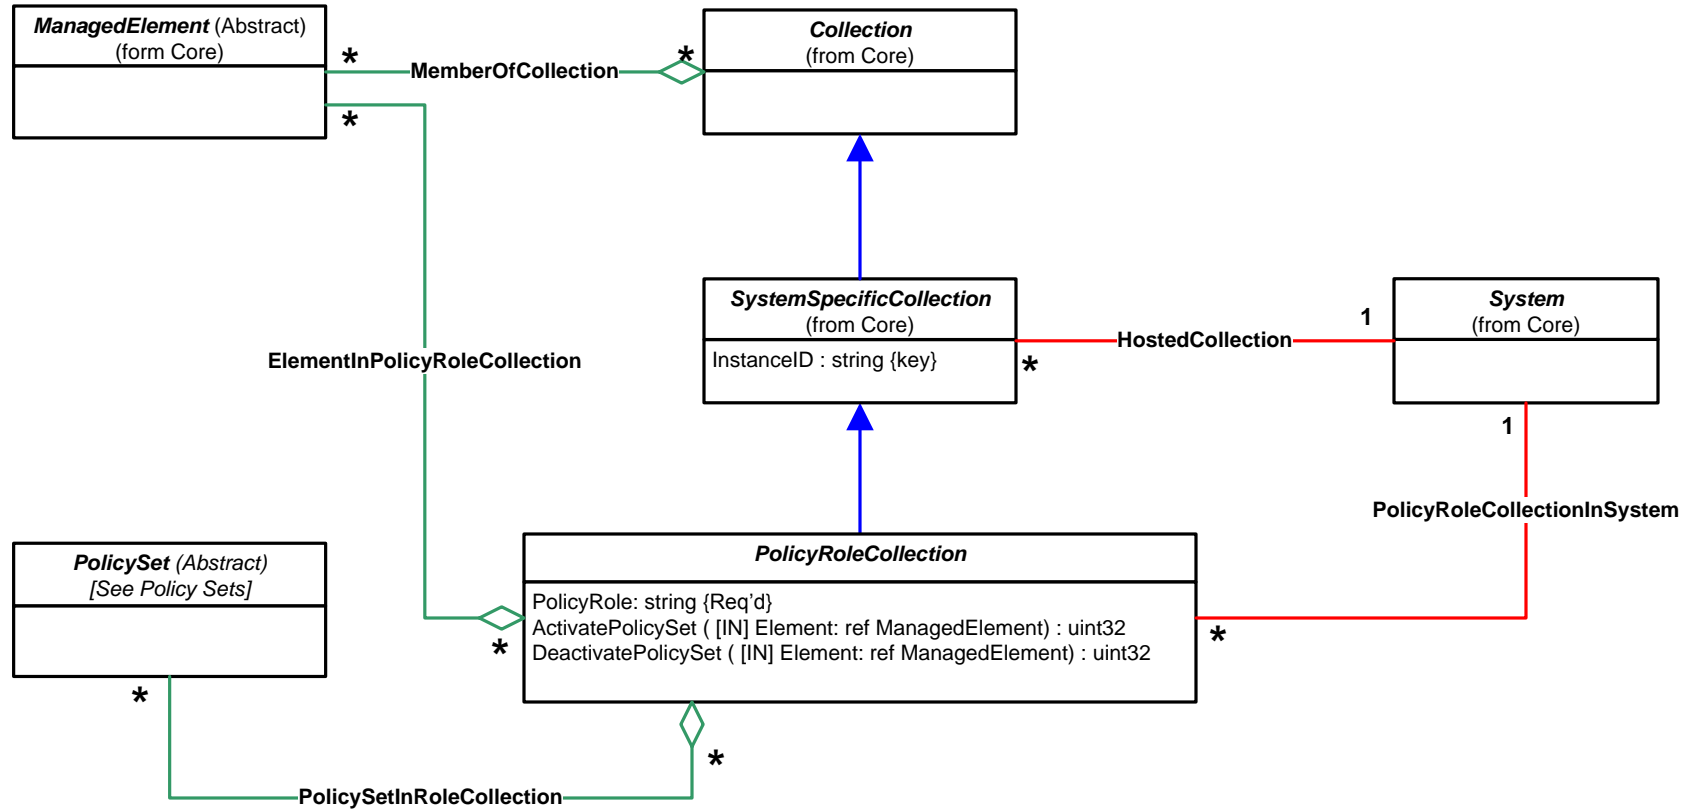 ManagedElement (Abstract)
(form Core)
*
MemberOfCollection
*
Collection
(from Core)
*
SystemSpecificCollection
(from Core)
InstanceID : string {key}
*
HostedCollection
1
System
(from Core)
1
ElementInPolicyRoleCollection
PolicyRoleCollectionInSystem
PolicySet (Abstract)
[See Policy Sets]
*
PolicyRoleCollection
PolicyRole: string {Req’d}
ActivatePolicySet ( [IN] Element: ref ManagedElement) : uint32
DeactivatePolicySet ( [IN] Element: ref ManagedElement) : uint32
*
*
*
PolicySetInRoleCollection